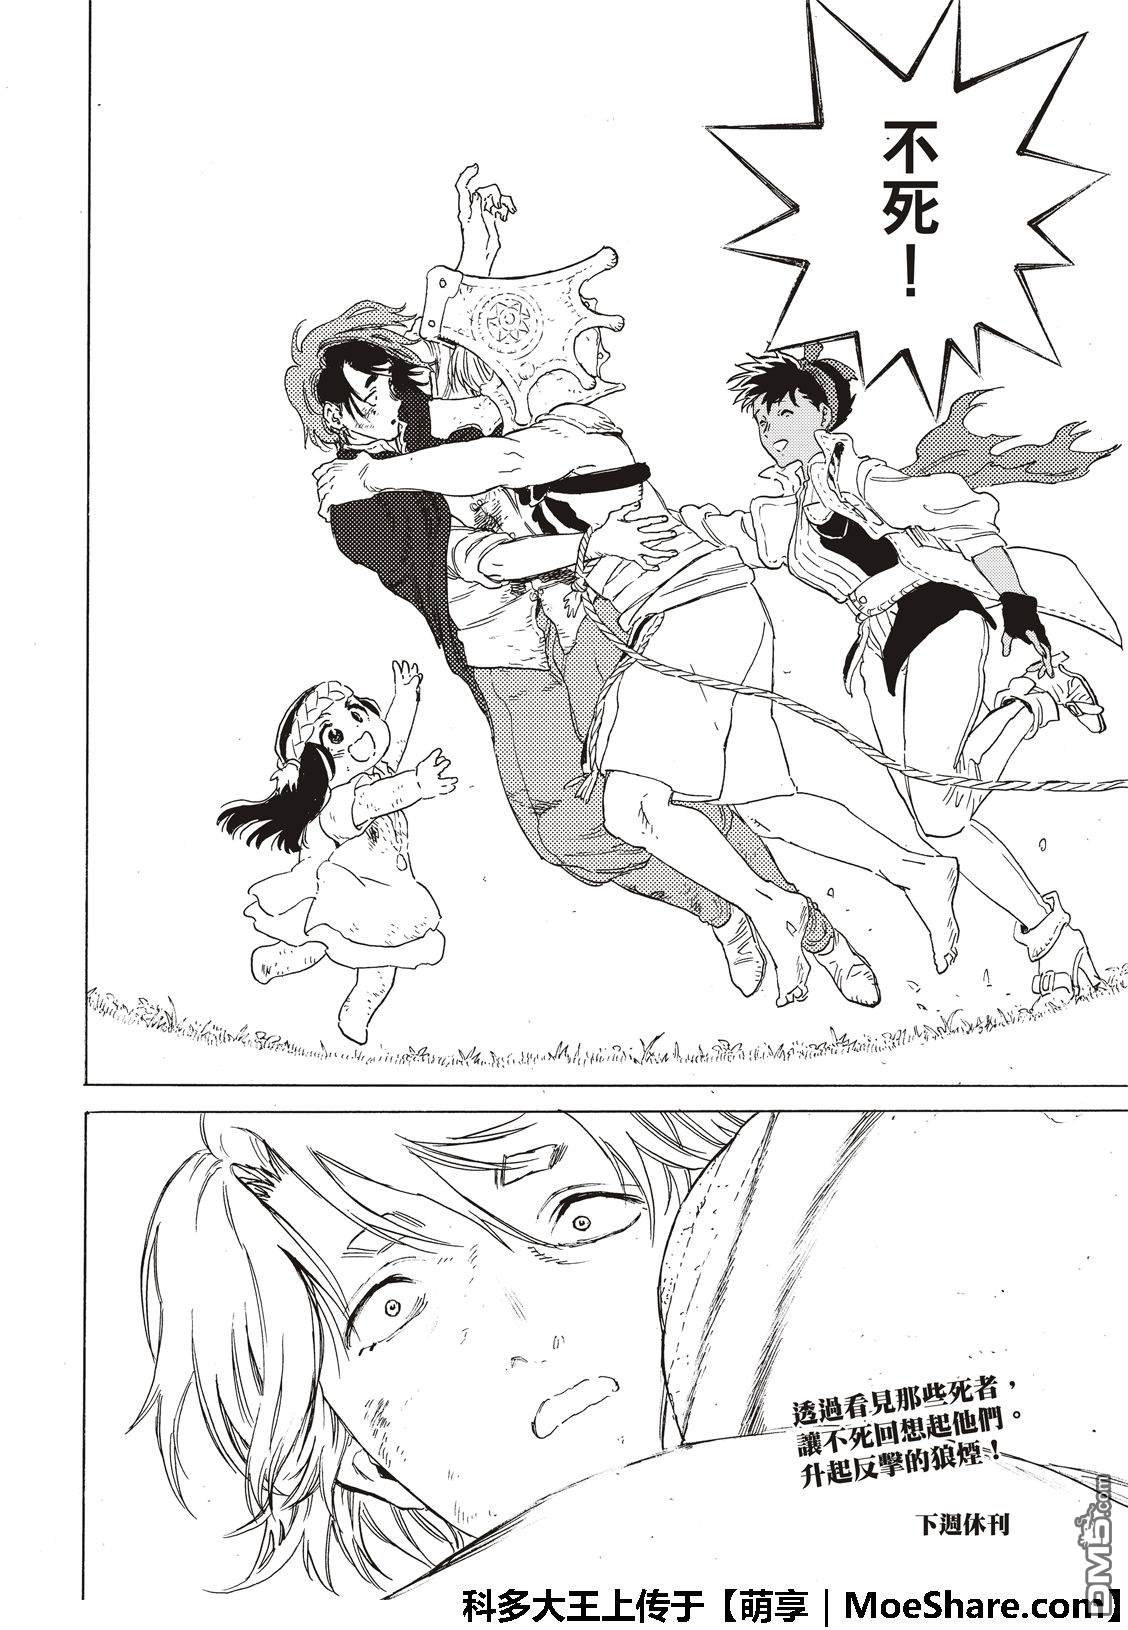 不死！
透過看見那些死者，
讓不死回想起他們。
升起反擊的狼煙！
下週休刊
DM5.com
科多大王上传于【萌享｜MoeShare.com】